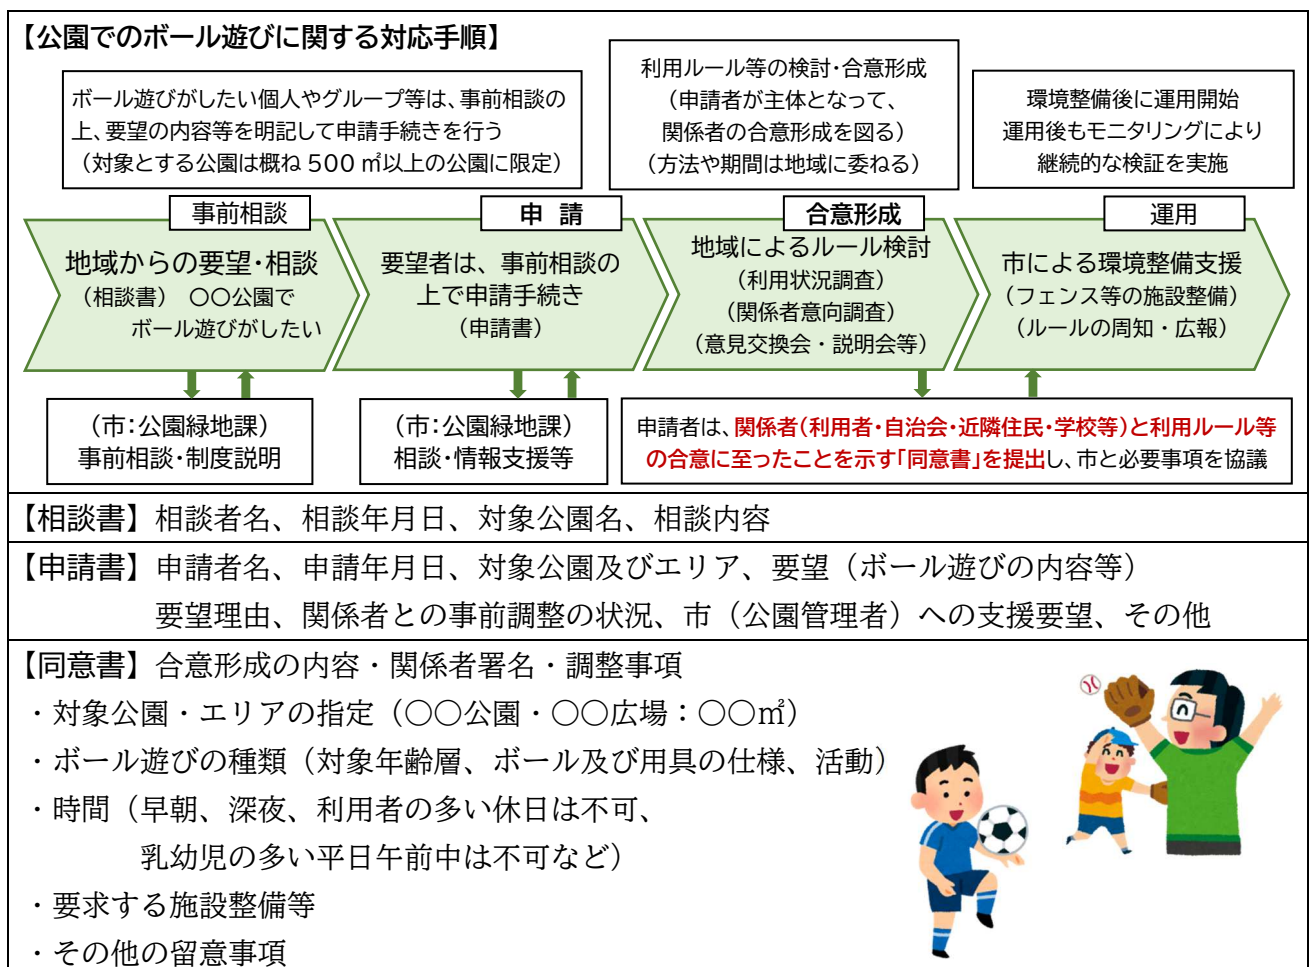 【公園でのボール遊びに関する対応手順】
ボール遊びがしたい個人やグループ等は、事前相談の
上、要望の内容等を明記して申請手続きを行う
（対象とする公園は概ね 500 ㎡以上の公園に限定）
利用ルール等の検討・合意形成
（申請者が主体となって、
関係者の合意形成を図る）
（方法や期間は地域に委ねる）
環境整備後に運用開始
運用後もモニタリングにより
継続的な検証を実施
事前相談
地域からの要望・相談
（相談書）　〇〇公園で
ボール遊びがしたい
申　請
要望者は、事前相談の
上で申請手続き
（申請書）
合意形成
地域によるルール検討
（利用状況調査）
（関係者意向調査）
（意見交換会・説明会等）
運用
市による環境整備支援
（フェンス等の施設整備）
（ルールの周知・広報）
（市：公園緑地課）
事前相談・制度説明
（市：公園緑地課）
相談・情報支援等
申請者は、関係者（利用者・自治会・近隣住民・学校等）と利用ルール等
の合意に至ったことを示す「同意書」を提出し、市と必要事項を協議
【相談書】相談者名、相談年月日、対象公園名、相談内容
【申請書】申請者名、申請年月日、対象公園及びエリア、要望（ボール遊びの内容等）
要望理由、関係者との事前調整の状況、市（公園管理者）への支援要望、その他
【同意書】合意形成の内容・関係者署名・調整事項
・対象公園・エリアの指定（〇〇公園・〇〇広場：〇〇㎡）
・ボール遊びの種類（対象年齢層、ボール及び用具の仕様、活動）
・時間（早朝、深夜、利用者の多い休日は不可、
乳幼児の多い平日午前中は不可など）
・要求する施設整備等
・その他の留意事項